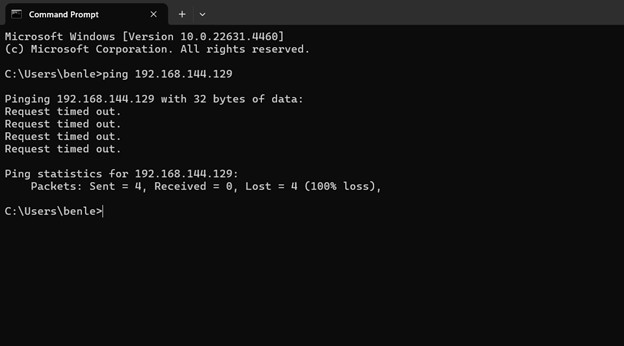 Command Prompt
Microsoft Windows [Version 10.0.22631.4460]
(c) Microsoft Corporation. All rights reserved.
C:\Users\benle>ping 192.168.144.129
Pinging 192.168.144.129 with 32 bytes of data:
Request timed out.
Request timed out.
Request timed out.
Request timed out.
Ping statistics for 192.168.144.129:
    Packets: Sent = 4, Received = 0, Lost = 4 (100% loss),
C:\Users\benle>